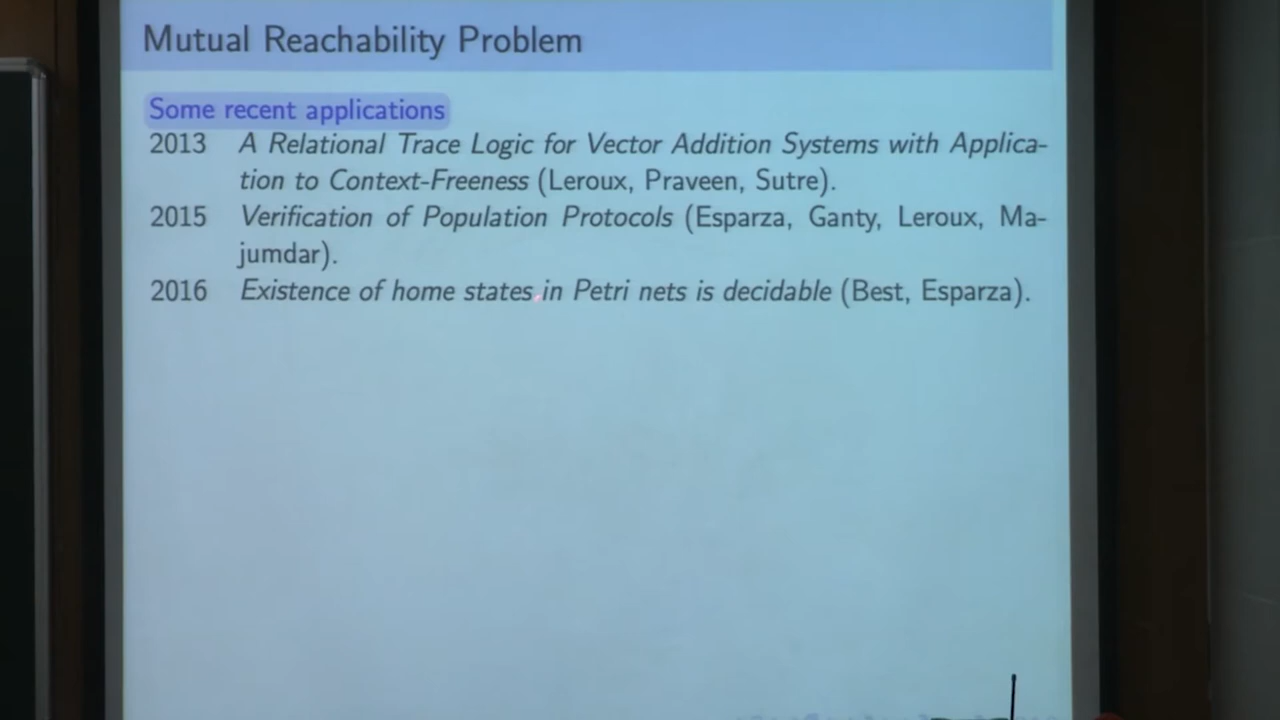 Mutual Reachability Problem
Some recent applications
2013 A Relational Trace Logic for Vector Addition Systems with Applica-
tion to Context-Freeness (Leroux, Praveen, Sutre).
2015 Verification of Population Protocols (Esparza, Ganty, Leroux, Ma-
jumdar).
2016 Existence of home states in Petri nets is decidable (Best, Esparza).